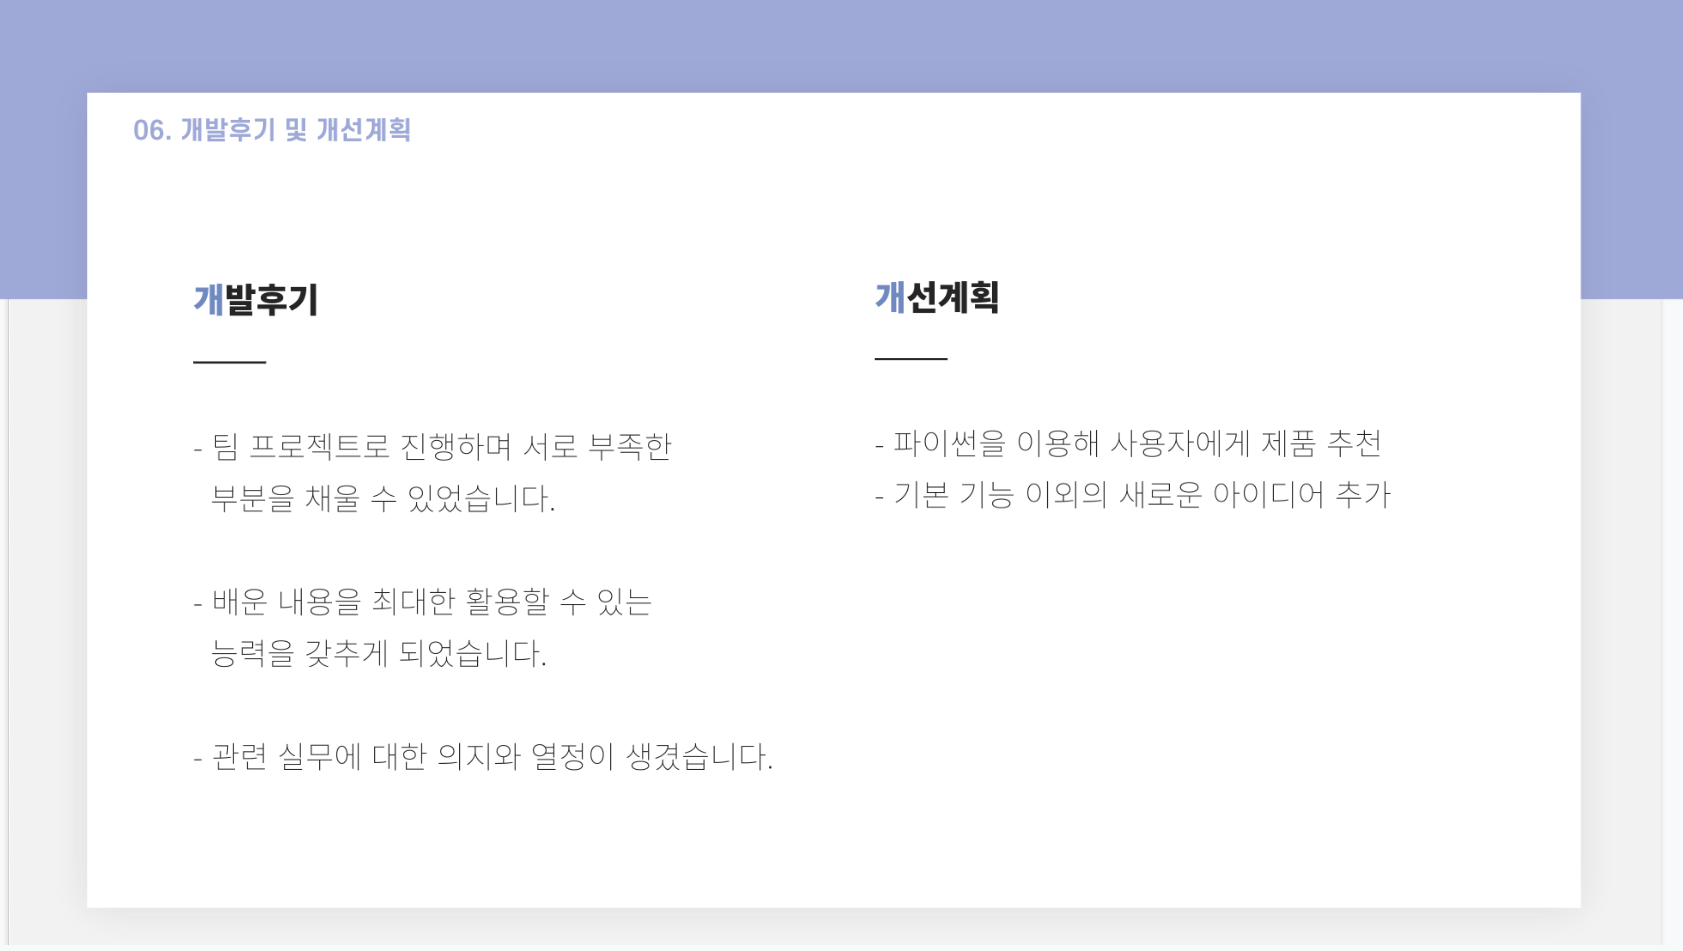 06. 개발후기 및 개선계획
개발후기
- 팀 프로젝트로 진행하며 서로 부족한
부분을 채울 수 있었습니다.
- 배운 내용을 최대한 활용할 수 있는
능력을 갖추게 되었습니다.
- 관련 실무에 대한 의지와 열정이 생겼습니다.
개선계획
- 파이썬을 이용해 사용자에게 제품 추천
- 기본 기능 이외의 새로운 아이디어 추가